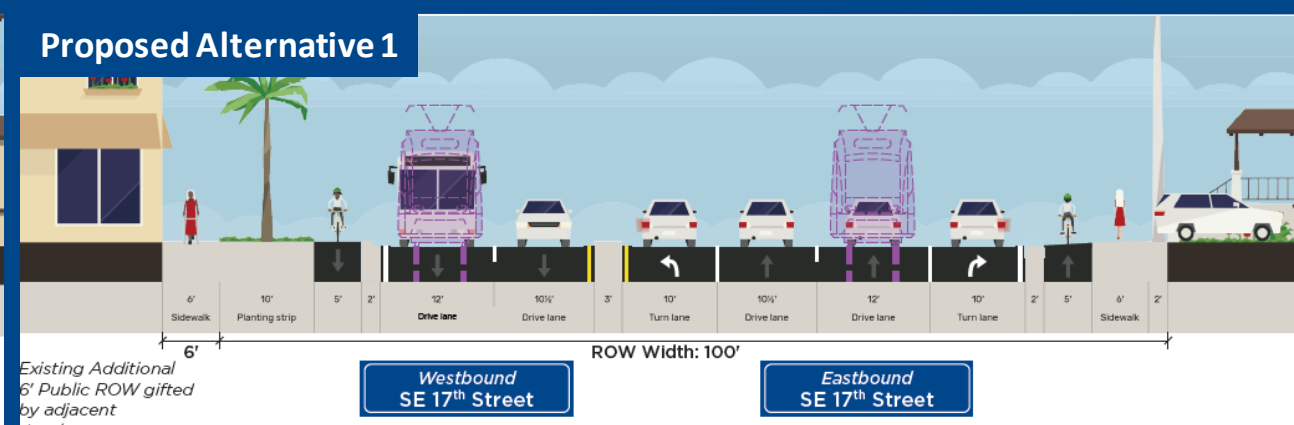 Proposed Alternative 1
6' 10' 5' 2' 12' 10½' 3' 10' 10½' 12' 10' 2' 5' 6' 2'
Sidewalk Planting strip Drive lane Drive lane Turn lane Drive lane Drive lane Turn lane Sidewalk
6' ROW Width: 100'
Existing Additional
6' Public ROW gifted
by adjacent
Westbound
SE 17th Street
Eastbound
SE 17th Street